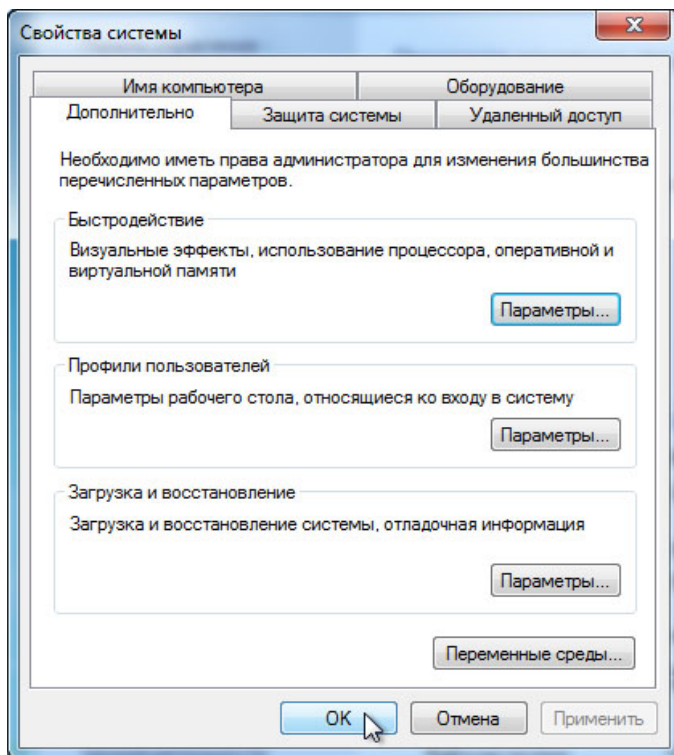 Свойства системы
Имя компьютера
Оборудование
Дополнительно
Защита системы
Удаленный доступ
Необходимо иметь права администратора для изменения большинства
перечисленных параметров.
Быстродействие
Визуальные эффекты, использование процессора, оперативной и
виртуальной памяти
Параметры...
Профили пользователей
Параметры рабочего стола, относящиеся ко входу в систему
Параметры...
Загрузка и восстановление
Загрузка и восстановление системы, отладочная информация
Параметры...
Переменные среды...
OK
Отмена
Применить